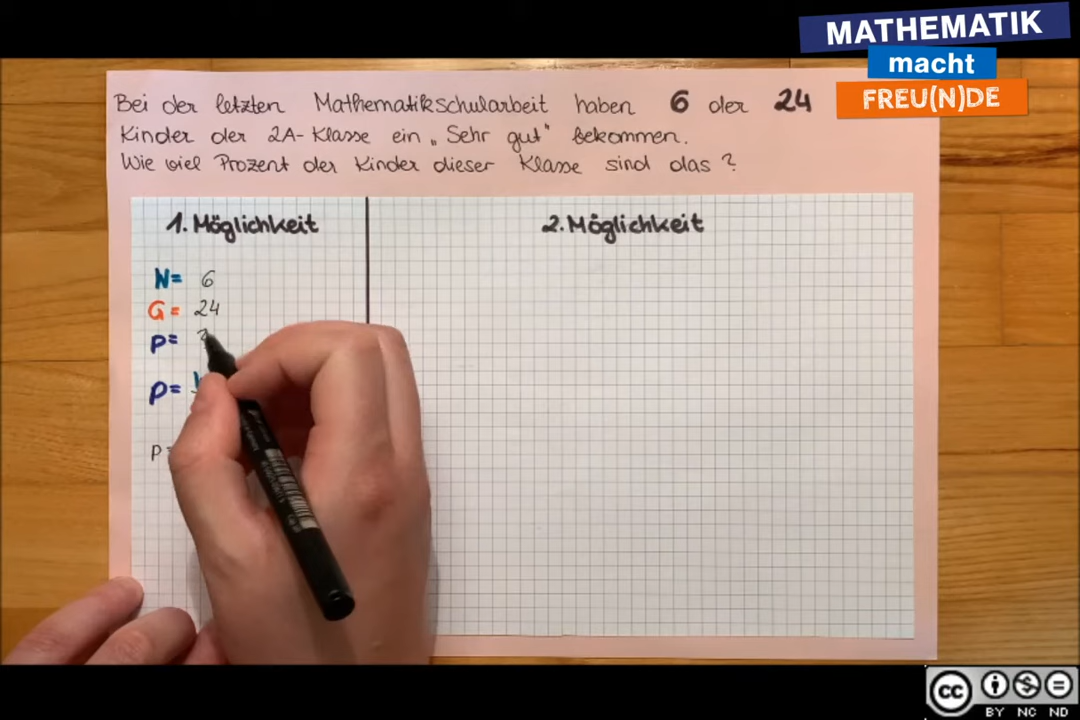 MATHEMATIK
macht
FREU(N)DE
Bei der letzten Mathematikschularbeit haben 6 der 24
Kinder der 2A-Klasse ein „Sehr gut" bekommen.
Wie viel Prozent der Kinder dieser Klasse sind das?
1. Möglichkeit
2. Möglichkeit
N= 6
G= 24
p=
p=
p=
cc
BY NC ND